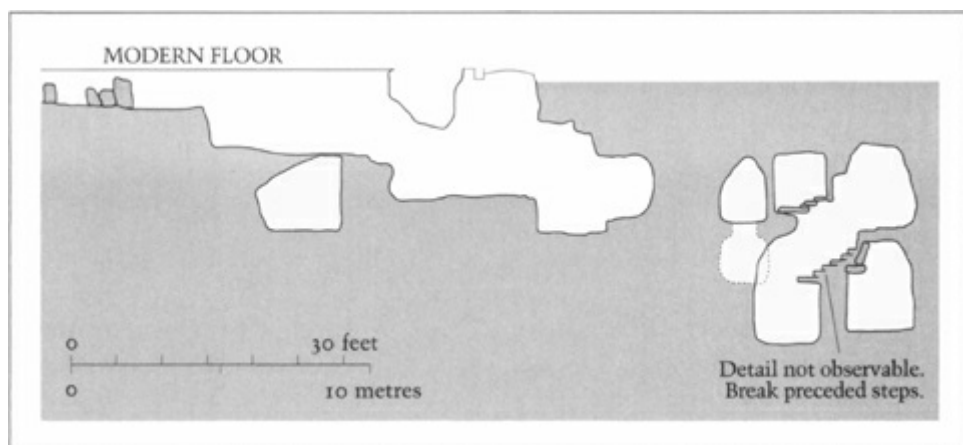 MODERN FLOOR
0 30 feet
0 10 metres
Detail not observable.
Break preceded steps.